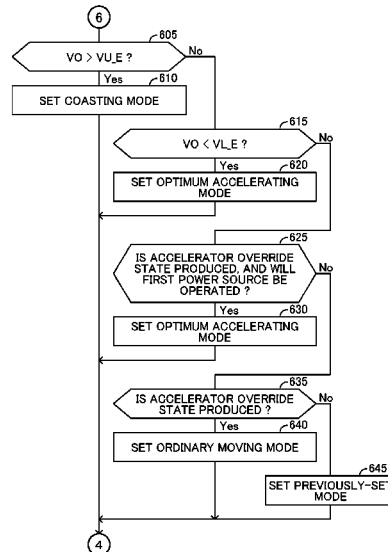 6
605
VO > VU_E ?
No
Yes
610
SET COASTING MODE
615
VO < VL_E ?
No
Yes
620
SET OPTIMUM ACCELERATING
MODE
625
IS ACCELERATOR OVERRIDE
STATE PRODUCED, AND WILL
FIRST POWER SOURCE BE
OPERATED ?
No
Yes
630
SET OPTIMUM ACCELERATING
MODE
635
IS ACCELERATOR OVERRIDE
STATE PRODUCED ?
No
Yes
640
SET ORDINARY MOVING MODE
645
SET PREVIOUSLY-SET
MODE
4